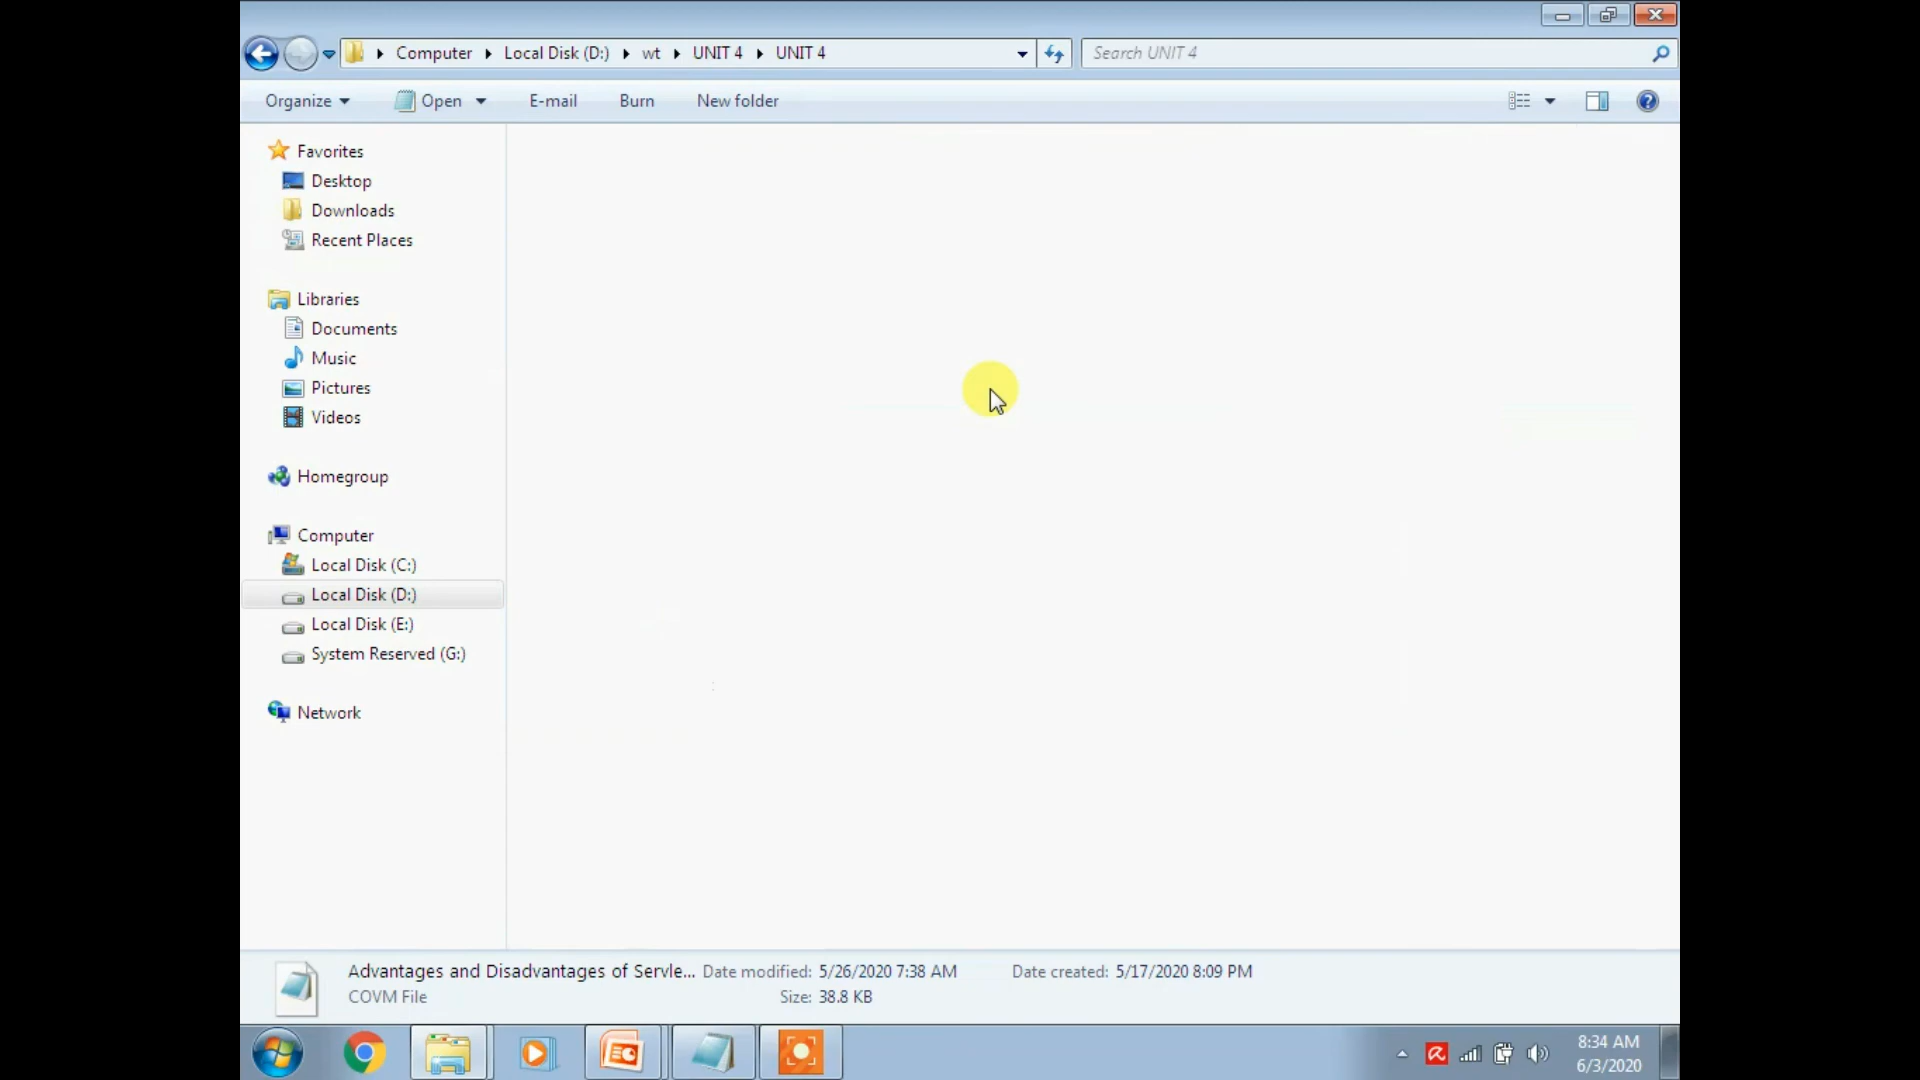 Computer Local Disk (D:) wt UNIT 4 UNIT 4
Search UNIT 4
Organize Open E-mail Burn New folder
Favorites
Desktop
Downloads
Recent Places
Libraries
Documents
Music
Pictures
Videos
Homegroup
Computer
Local Disk (C:)
Local Disk (D:)
Local Disk (E:)
System Reserved (G:)
Network
Advantages and Disadvantages of Servle... Date modified: 5/26/2020 7:38 AM Date created: 5/17/2020 8:09 PM
COVM File Size: 38.8 KB
8:34 AM
6/3/2020